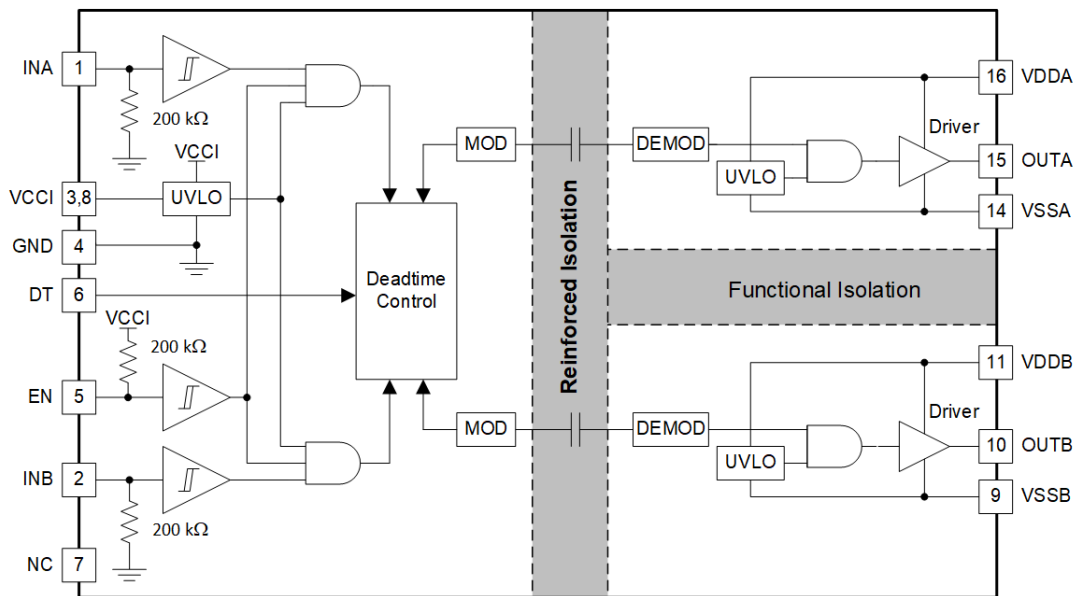 INA 1
200 kΩ
VCCI
VCCI 3,8
UVLO
GND 4
DT 6
VCCI
200 kΩ
EN 5
INB 2
200 kΩ
NC 7
Deadtime
Control
MOD
MOD
Reinforced Isolation
Functional Isolation
DEMOD
UVLO
Driver
16 VDDA
15 OUTA
14 VSSA
DEMOD
UVLO
Driver
11 VDDB
10 OUTB
9 VSSB